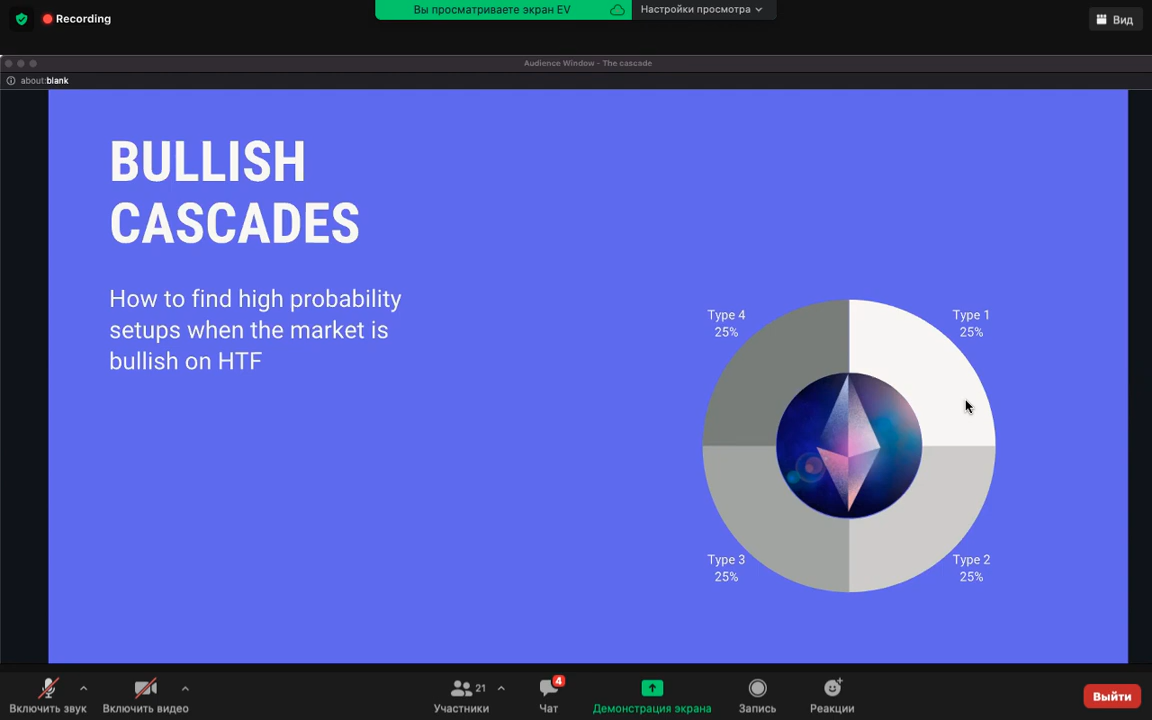 Recording
Вы просматриваете экран EV
Настройки просмотра
Вид
Audience Window - The cascade
about:blank
BULLISH
CASCADES
How to find high probability
setups when the market is
bullish on HTF
Type 4
25%
Type 1
25%
Type 3
25%
Type 2
25%
Включить звук
Включить видео
21
Участники
4
Чат
Демонстрация экрана
Запись
Реакции
Выйти